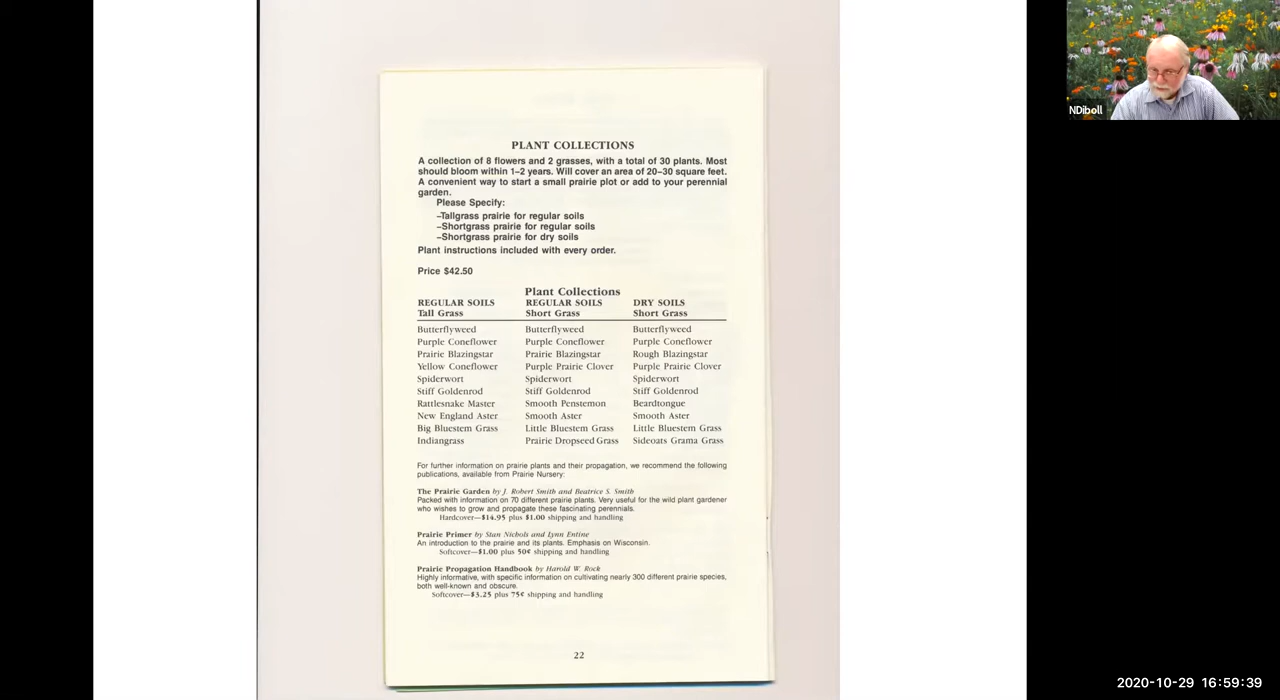 PLANT COLLECTIONS
A collection of 8 flowers and 2 grasses, with a total of 30 plants. Most
should bloom within 1–2 years. Will cover an area of 20–30 square feet.
A convenient way to start a small prairie plot or add to your perennial
garden.
Please Specify:
–Tallgrass prairie for regular soils
–Shortgrass prairie for regular soils
–Shortgrass prairie for dry soils
Plant instructions included with every order.
Price $42.50
Plant Collections
REGULAR SOILS REGULAR SOILS DRY SOILS
Tall Grass Short Grass Short Grass
Butterflyweed Butterflyweed Butterflyweed
Purple Coneflower Purple Coneflower Purple Coneflower
Prairie Blazingstar Prairie Blazingstar Rough Blazingstar
Yellow Coneflower Purple Prairie Clover Purple Prairie Clover
Spiderwort Spiderwort Spiderwort
Stiff Goldenrod Stiff Goldenrod Stiff Goldenrod
Rattlesnake Master Smooth Penstemon Beardtongue
New England Aster Smooth Aster Smooth Aster
Big Bluestem Grass Little Bluestem Grass Little Bluestem Grass
Indiangrass Prairie Dropseed Grass Sideoats Grama Grass
For further information on prairie plants and their propagation, we recommend the following
publications, available from Prairie Nursery:
The Prairie Garden by J. Robert Smith and Beatrice S. Smith
Packed with information on 70 different prairie plants. Very useful for the wild plant gardener
who wishes to grow and propagate these fascinating perennials.
Hardcover—$14.95 plus $1.00 shipping and handling
Prairie Primer by Stan Nichols and Lynn Entine
An introduction to the prairie and its plants. Emphasis on Wisconsin.
Softcover—$1.00 plus 50¢ shipping and handling
Prairie Propagation Handbook by Harold W. Rock
Highly informative, with specific information on cultivating nearly 300 different prairie species,
both well-known and obscure.
Softcover—$3.25 plus 75¢ shipping and handling
22
NDiboll
2020-10-29 16:59:39